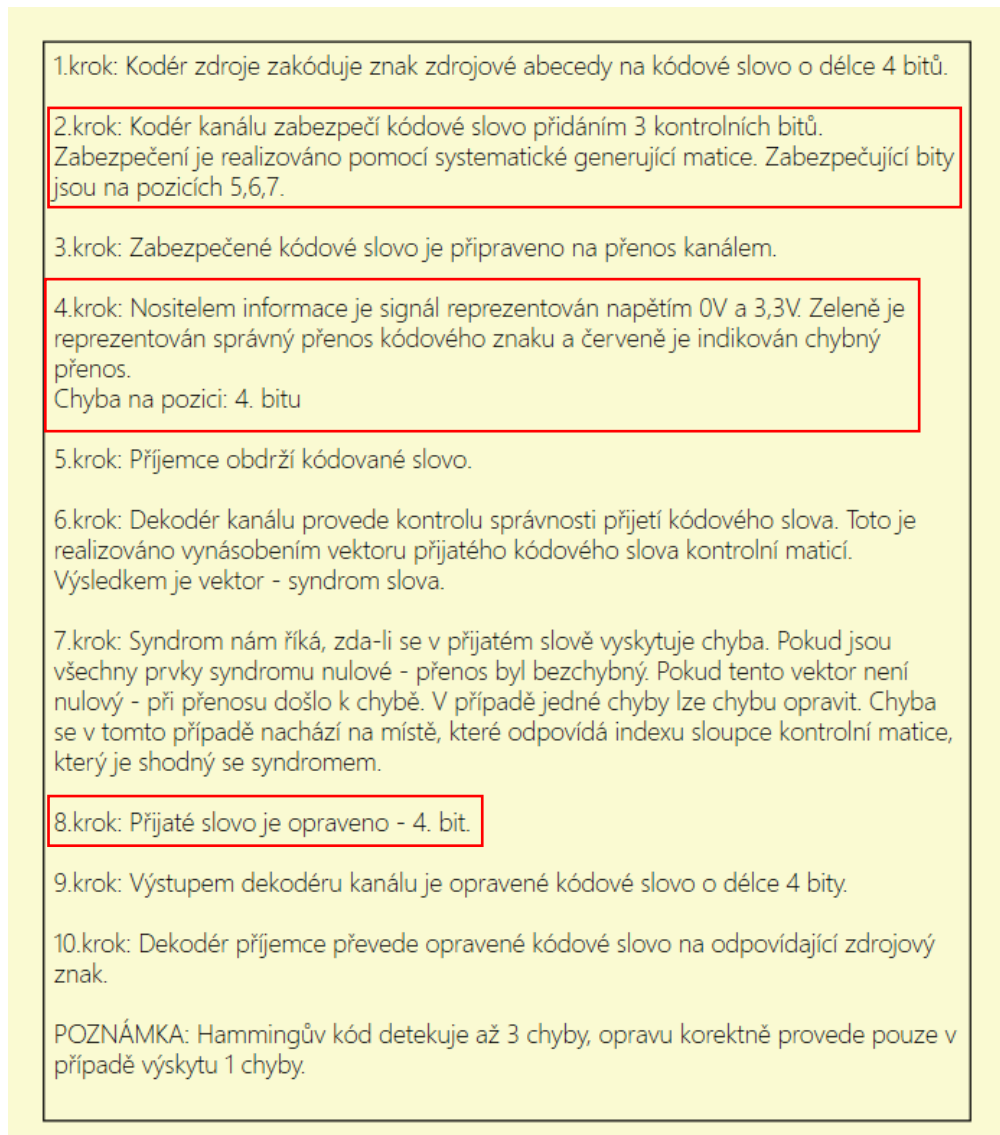 1.krok: Kodér zdroje zakóduje znak zdrojové abecedy na kódové slovo o délce 4 bitů.
2.krok: Kodér kanálu zabezpečí kódové slovo přidáním 3 kontrolních bitů.
Zabezpečení je realizováno pomocí systematické generující matice. Zabezpečující bity
jsou na pozicích 5,6,7.
3.krok: Zabezpečené kódové slovo je připraveno na přenos kanálem.
4.krok: Nositelem informace je signál reprezentován napětím 0V a 3,3V. Zeleně je
reprezentován správný přenos kódového znaku a červeně je indikován chybný
přenos.
Chyba na pozici: 4. bitu
5.krok: Příjemce obdrží kódované slovo.
6.krok: Dekodér kanálu provede kontrolu správnosti přijetí kódového slova. Toto je
realizováno vynásobením vektoru přijatého kódového slova kontrolní maticí.
Výsledkem je vektor - syndrom slova.
7.krok: Syndrom nám říká, zda-li se v přijatém slově vyskytuje chyba. Pokud jsou
všechny prvky syndromu nulové - přenos byl bezchybný. Pokud tento vektor není
nulový - při přenosu došlo k chybě. V případě jedné chyby lze chybu opravit. Chyba
se v tomto případě nachází na místě, které odpovídá indexu sloupce kontrolní matice,
který je shodný se syndromem.
8.krok: Přijaté slovo je opraveno - 4. bit.
9.krok: Výstupem dekodéru kanálu je opravené kódové slovo o délce 4 bity.
10.krok: Dekodér příjemce převede opravené kódové slovo na odpovídající zdrojový
znak.
POZNÁMKA: Hammingův kód detekuje až 3 chyby, opravu korektně provede pouze v
případě výskytu 1 chyby.